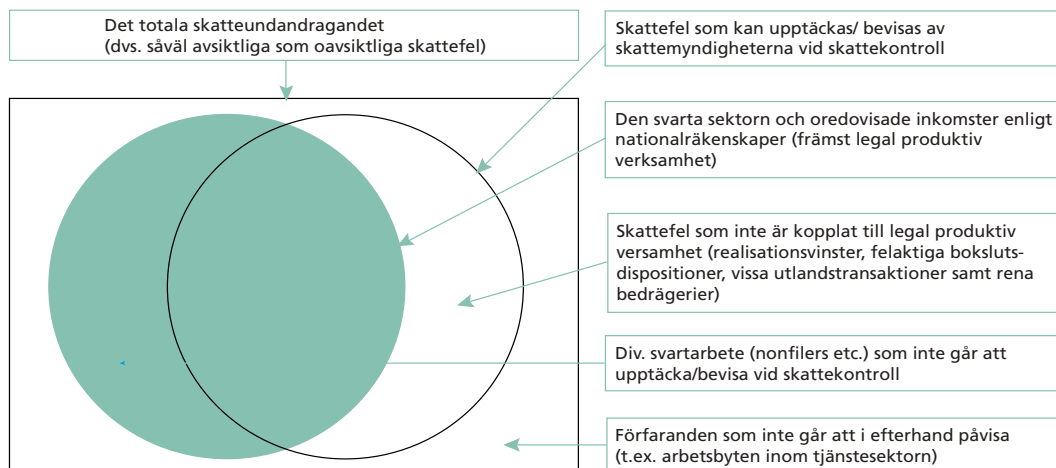 Det totala skatteundandragandet
(dvs. såväl avsiktliga som oavsiktliga skattefel)
Skattefel som kan upptäckas/ bevisas av
skattemyndigheterna vid skattekontroll
Den svarta sektorn och oredovisade inkomster enligt
nationalräkenskaper (främst legal produktiv
verksamhet)
Skattefel som inte är kopplat till legal produktiv
versamhet (realisationsvinster, felaktiga boksluts-
dispositioner, vissa utlandstransaktioner samt rena
bedrägerier)
Div. svartarbete (nonfilers etc.) som inte går att
upptäcka/bevisa vid skattekontroll
Förfaranden som inte går att i efterhand påvisa
(t.ex. arbetsbyten inom tjänstesektorn)